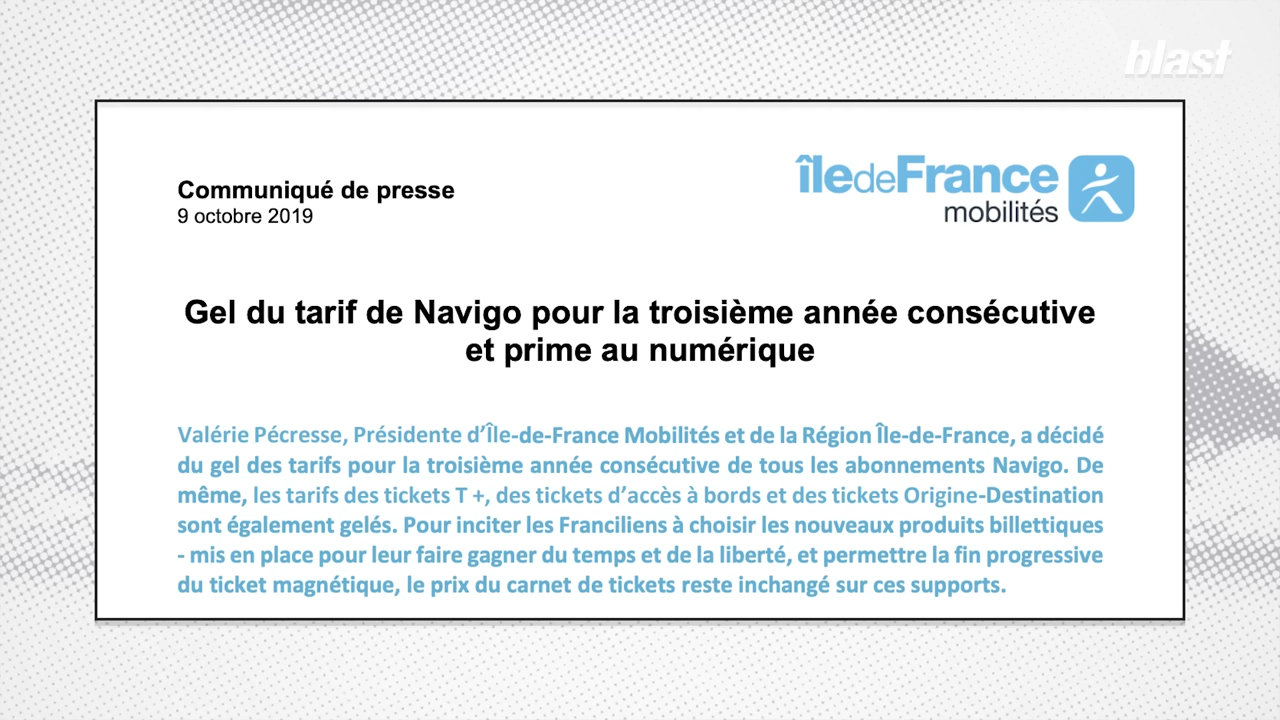 blast
Communiqué de presse
9 octobre 2019
îledeFrance
mobilités
Gel du tarif de Navigo pour la troisième année consécutive
et prime au numérique
Valérie Pécresse, Présidente d’Île-de-France Mobilités et de la Région Île-de-France, a décidé
du gel des tarifs pour la troisième année consécutive de tous les abonnements Navigo. De
même, les tarifs des tickets T +, des tickets d’accès à bords et des tickets Origine-Destination
sont également gelés. Pour inciter les Franciliens à choisir les nouveaux produits billettiques
- mis en place pour leur faire gagner du temps et de la liberté, et permettre la fin progressive
du ticket magnétique, le prix du carnet de tickets reste inchangé sur ces supports.